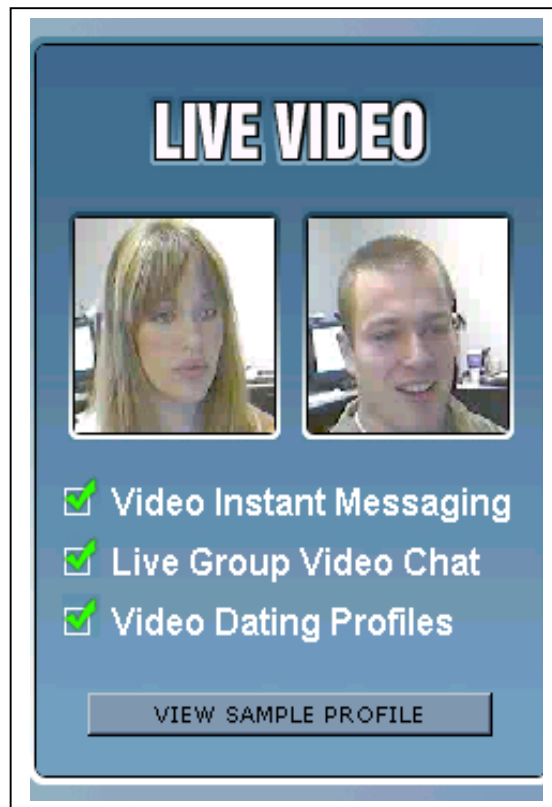 LIVE VIDEO
Video Instant Messaging
Live Group Video Chat
Video Dating Profiles
VIEW SAMPLE PROFILE